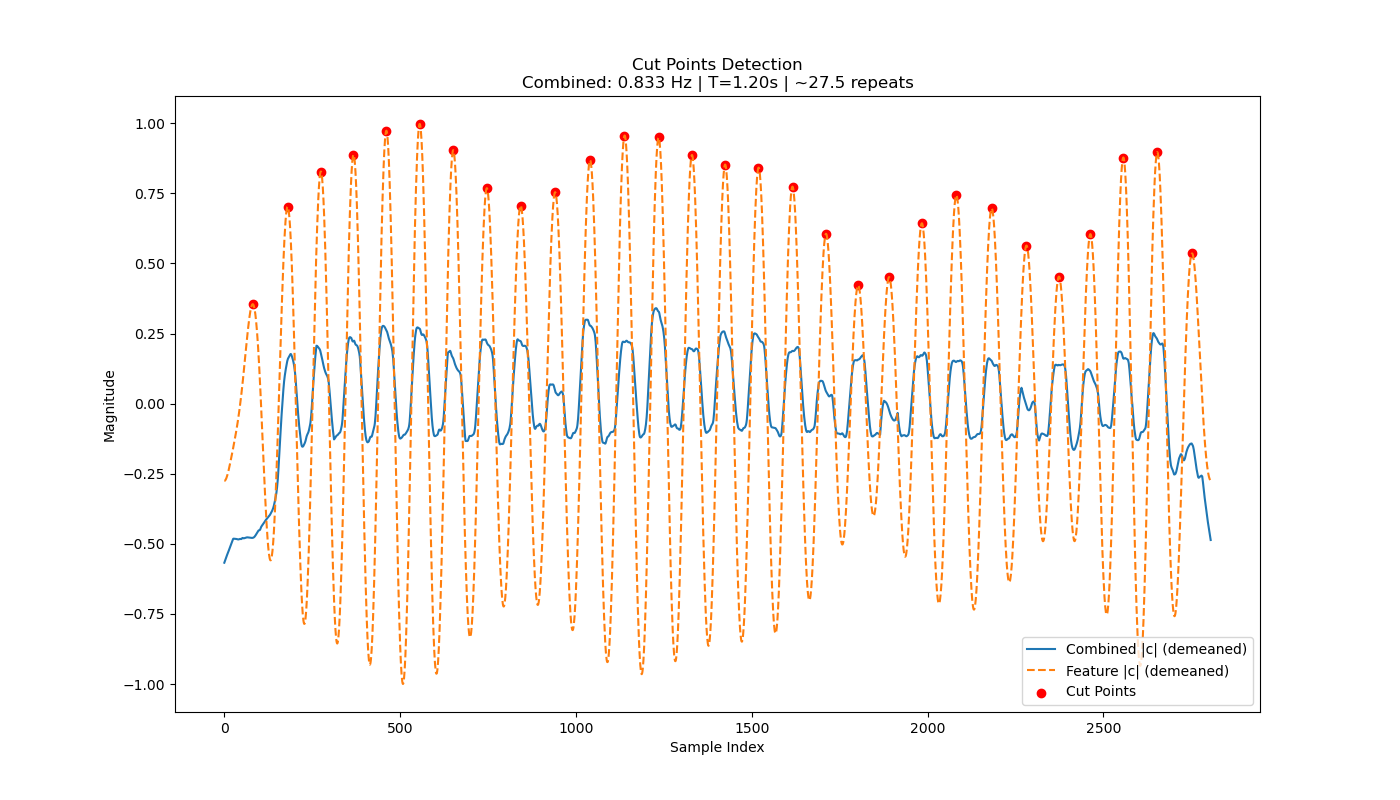 Cut Points Detection
Combined: 0.833 Hz | T=1.20s | ~27.5 repeats
1.00
0.75
0.50
0.25
0.00
−0.25
−0.50
−0.75
−1.00
Magnitude
0
500
1000
1500
2000
2500
Sample Index
Combined |c| (demeaned)
Feature |c| (demeaned)
Cut Points